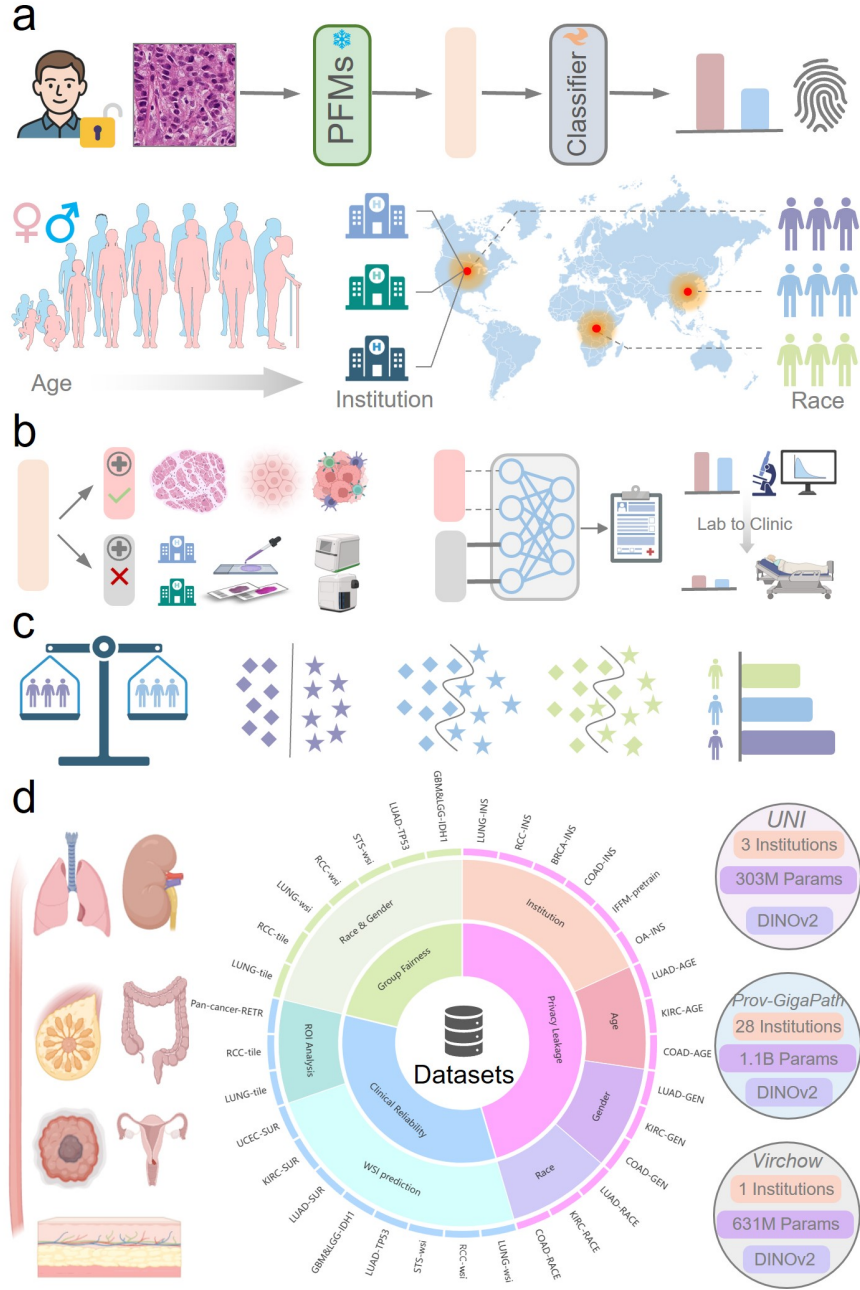 a
PFMs
Classifier
H
H
H
Age
Institution
Race
b
Lab to Clinic
c
d
Datasets
Privacy Leakage
Clinical Reliability
Group Fairness
Institution
Age
Gender
Race
WSI prediction
ROI Analysis
Race & Gender
LUNG-INS
RCC-INS
BRCA-INS
COAD-INS
IFFM-pretrain
OA-INS
LUAD-AGE
KIRC-AGE
COAD-AGE
LUAD-GEN
KIRC-GEN
COAD-GEN
LUAD-RACE
KIRC-RACE
COAD-RACE
LUNG-wsi
RCC-wsi
STS-wsi
LUAD-TP53
GBM&LGG-IDH1
LUAD-SUR
KIRC-SUR
UCEC-SUR
LUNG-tile
RCC-tile
Pan-cancer-RETR
LUNG-tile
RCC-tile
LUNG-wsi
RCC-wsi
STS-wsi
LUAD-TP53
GBM&LGG-IDH1
UNI
3 Institutions
303M Params
DINOv2
Prov-GigaPath
28 Institutions
1.1B Params
DINOv2
Virchow
1 Institutions
631M Params
DINOv2